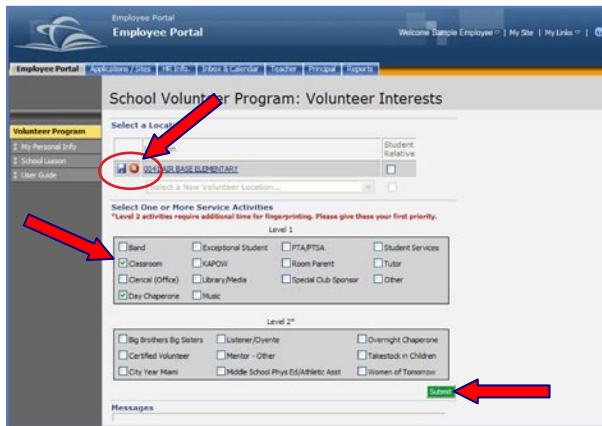 Employee Portal
Employee Portal
Welcome Sample Employee | My Site | My Links
Employee Portal Applications / Sites HR Info. Inbox & Calendar Teacher Principal Reports
School Volunteer Program: Volunteer Interests
Volunteer Program
My Personal Info
School Liaison
User Guide
Select a
Student Relative
AIR BASE ELEMENTARY
Select a New Volunteer Location...
Select One or More Service Activities
*Level 2 activities require additional time for fingerprinting. Please give these your first priority.
Level 1
Band Exceptional Student PTA/PTSA Student Services
Classroom KAPOW Room Parent Tutor
Clerical (Office) Library/Media Special Club Sponsor Other
Day Chaperone Music
Level 2*
Big Brothers Big Sisters Listener/Oyente Overnight Chaperone
Certified Volunteer Mentor - Other Takestock in Children
City Year Miami Middle School Phys Ed/Athletic Asst Women of Tomorrow
Submit
Messages